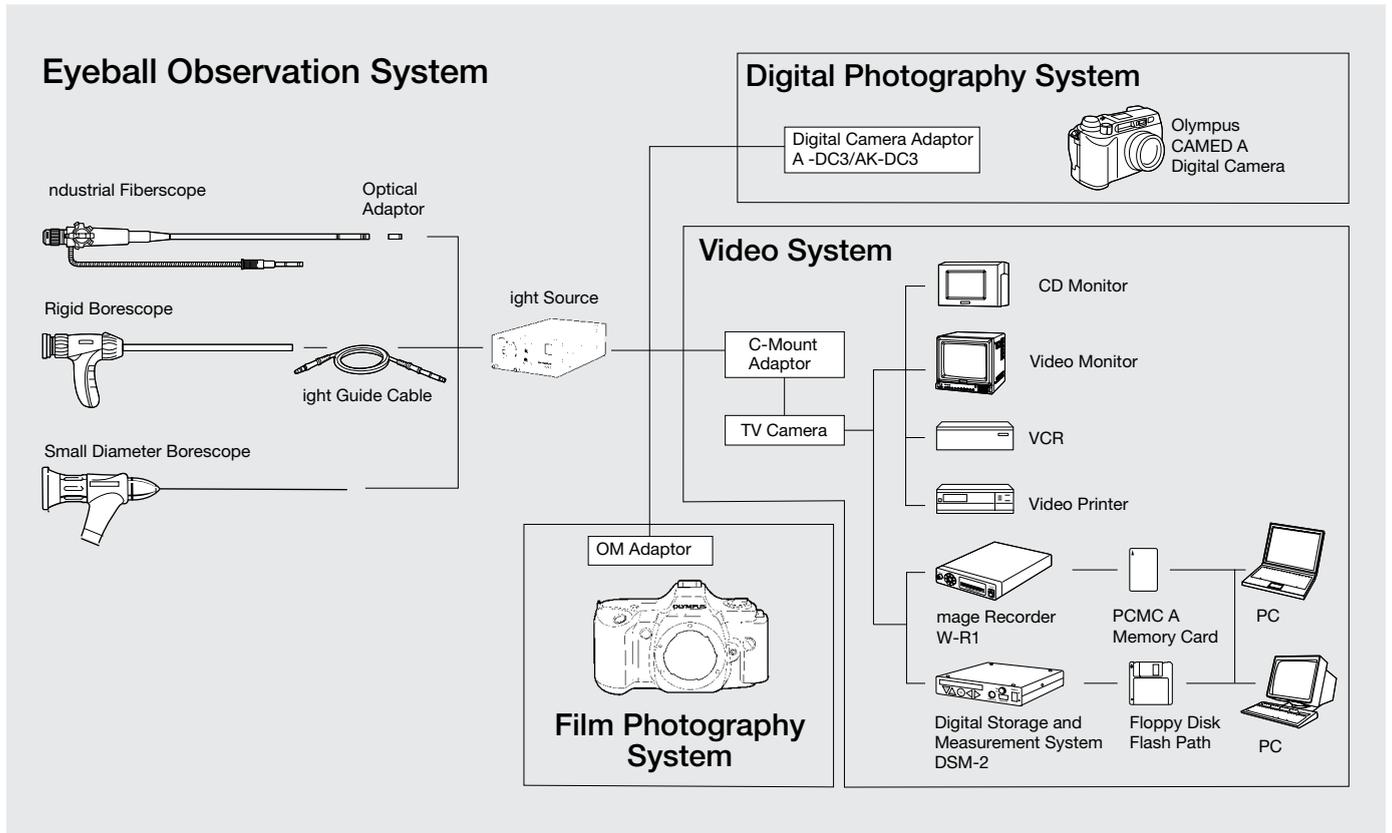 Eyeball Observation System
ndustrial Fiberscope
Optical
Adaptor
Rigid Borescope
ight Guide Cable
Small Diameter Borescope
ight Source
Digital Photography System
Digital Camera Adaptor
A -DC3/AK-DC3
Olympus
CAMED A
Digital Camera
Video System
C-Mount
Adaptor
TV Camera
CD Monitor
Video Monitor
VCR
Video Printer
mage Recorder
W-R1
PCMC A
Memory Card
PC
Digital Storage and
Measurement System
DSM-2
Floppy Disk
Flash Path
PC
OM Adaptor
OLYMPUS
Film Photography
System